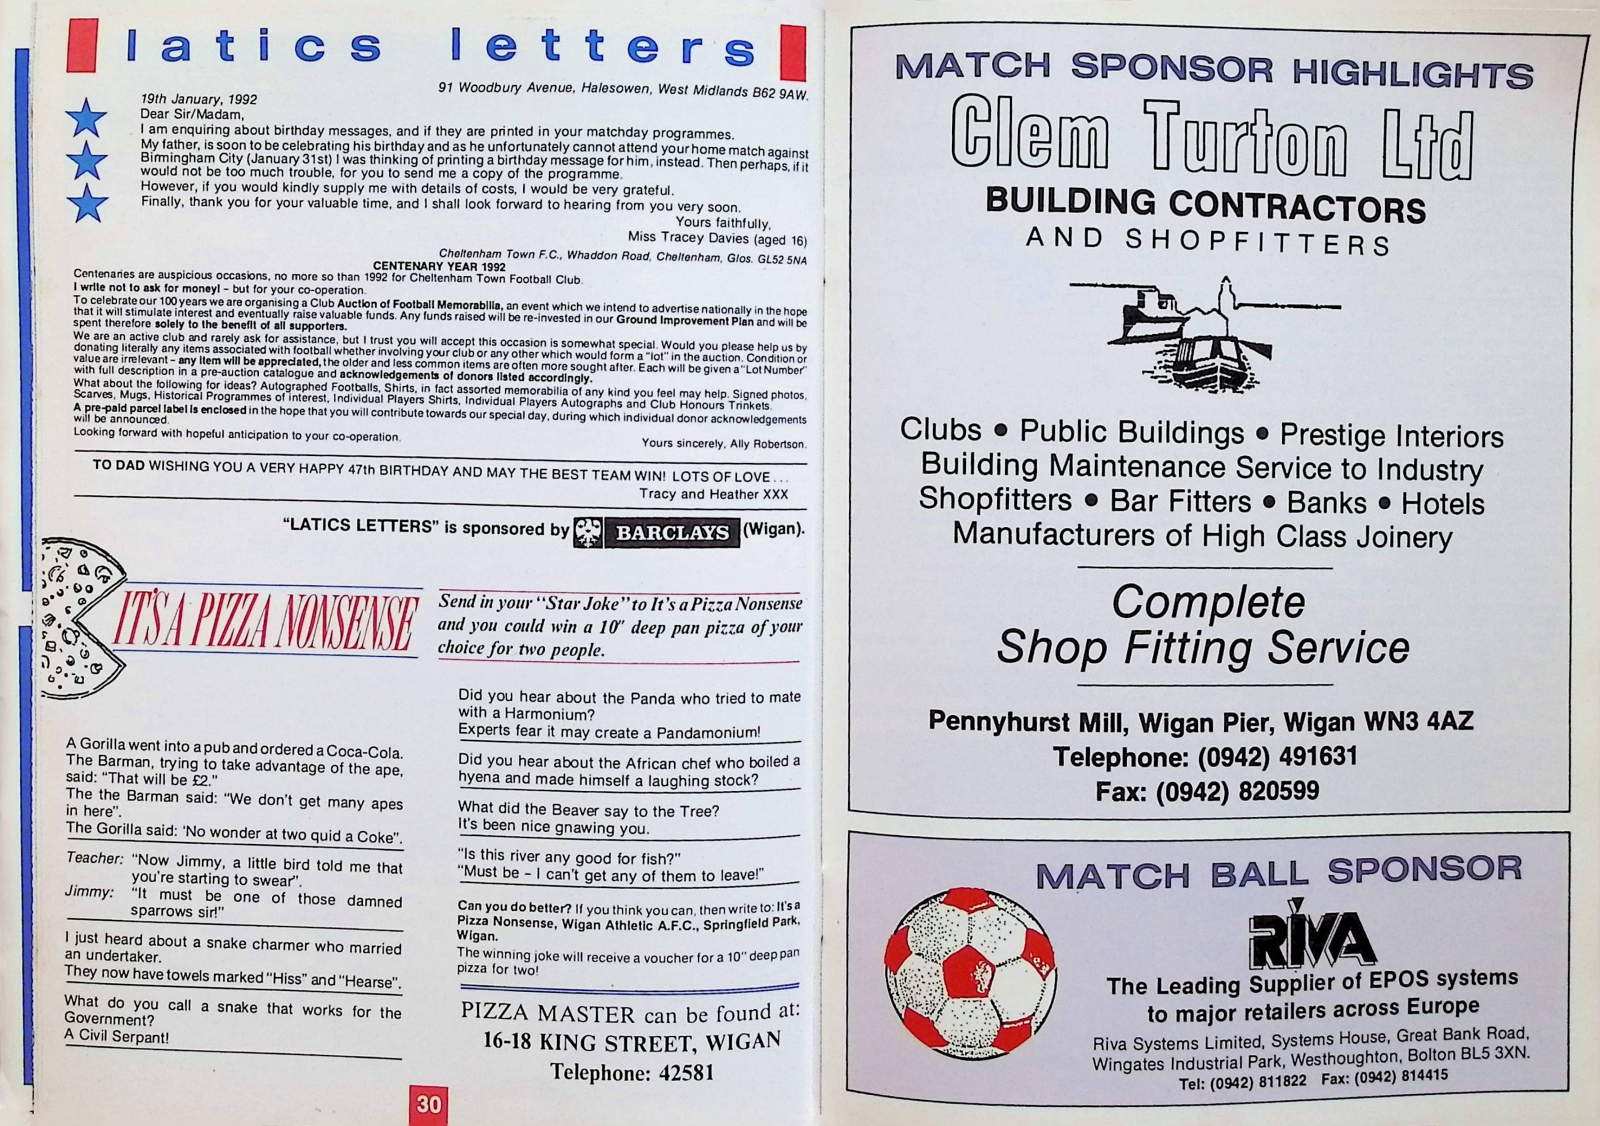 latics letters
91 Woodbury Avenue, Halesowen, West Midlands B62 9AW.
19th January, 1992
Dear Sir/Madam,
I am enquiring about birthday messages, and if they are printed in your matchday programmes.
My father, is soon to be celebrating his birthday and as he unfortunately cannot attend your home match against
Birmingham City (January 31st) I was thinking of printing a birthday message for him, instead. Then perhaps, if it
would not be too much trouble, for you to send me a copy of the programme.
However, if you would kindly supply me with details of costs, I would be very grateful.
Finally, thank you for your valuable time, and I shall look forward to hearing from you very soon.
Yours faithfully,
Miss Tracey Davies (aged 16)
Cheltenham Town F.C., Whaddon Road, Cheltenham, Glos. GL52 5NA
CENTENARY YEAR 1992
Centenaries are auspicious occasions, no more so than 1992 for Cheltenham Town Football Club.
I write not to ask for money! – but for your co-operation.
To celebrate our 100 years we are organising a Club Auction of Football Memorabilia, an event which we intend to advertise nationally in the hope
that it will stimulate interest and eventually raise valuable funds. Any funds raised will be re-invested in our Ground Improvement Plan and will be
spent therefore solely to the benefit of all supporters.
We are an active club and rarely ask for assistance, but I trust you will accept this occasion is somewhat special. Would you please help us by
donating literally any items associated with football whether involving your club or any other which would form a "lot" in the auction. Condition or
value are irrelevant – any item will be appreciated, the older and less common items are often more sought after. Each will be given a "Lot Number"
with full description in a pre-auction catalogue and acknowledgements of donors listed accordingly.
What about the following for ideas? Autographed Footballs, Shirts, in fact assorted memorabilia of any kind you feel may help. Signed photos,
Scarves, Mugs, Historical Programmes of interest, Individual Players Shirts, Individual Players Autographs and Club Honours Trinkets.
A pre-paid parcel label is enclosed in the hope that you will contribute towards our special day, during which individual donor acknowledgements
will be announced.
Looking forward with hopeful anticipation to your co-operation.
Yours sincerely, Ally Robertson.
TO DAD WISHING YOU A VERY HAPPY 47th BIRTHDAY AND MAY THE BEST TEAM WIN! LOTS OF LOVE...
Tracy and Heather XXX
"LATICS LETTERS" is sponsored by BARCLAYS (Wigan).
IT'S A PIZZA NONSENSE
Send in your "Star Joke" to It's a Pizza Nonsense
and you could win a 10" deep pan pizza of your
choice for two people.
A Gorilla went into a pub and ordered a Coca-Cola.
The Barman, trying to take advantage of the ape,
said: "That will be £2."
The the Barman said: "We don't get many apes
in here".
The Gorilla said: 'No wonder at two quid a Coke".
Teacher: "Now Jimmy, a little bird told me that
you're starting to swear".
Jimmy: "It must be one of those damned
sparrows sir!"
I just heard about a snake charmer who married
an undertaker.
They now have towels marked "Hiss" and "Hearse".
What do you call a snake that works for the
Government?
A Civil Serpant!
Did you hear about the Panda who tried to mate
with a Harmonium?
Experts fear it may create a Pandamonium!
Did you hear about the African chef who boiled a
hyena and made himself a laughing stock?
What did the Beaver say to the Tree?
It's been nice gnawing you.
"Is this river any good for fish?"
"Must be – I can't get any of them to leave!"
Can you do better? If you think you can, then write to: It's a
Pizza Nonsense, Wigan Athletic A.F.C., Springfield Park,
Wigan.
The winning joke will receive a voucher for a 10" deep pan
pizza for two!
PIZZA MASTER can be found at:
16-18 KING STREET, WIGAN
Telephone: 42581
30
MATCH SPONSOR HIGHLIGHTS
Clem Turton Ltd
BUILDING CONTRACTORS
AND SHOPFITTERS
Clubs • Public Buildings • Prestige Interiors
Building Maintenance Service to Industry
Shopfitters • Bar Fitters • Banks • Hotels
Manufacturers of High Class Joinery
Complete
Shop Fitting Service
Pennyhurst Mill, Wigan Pier, Wigan WN3 4AZ
Telephone: (0942) 491631
Fax: (0942) 820599
MATCH BALL SPONSOR
RIVA
The Leading Supplier of EPOS systems
to major retailers across Europe
Riva Systems Limited, Systems House, Great Bank Road,
Wingates Industrial Park, Westhoughton, Bolton BL5 3XN.
Tel: (0942) 811822 Fax: (0942) 814415